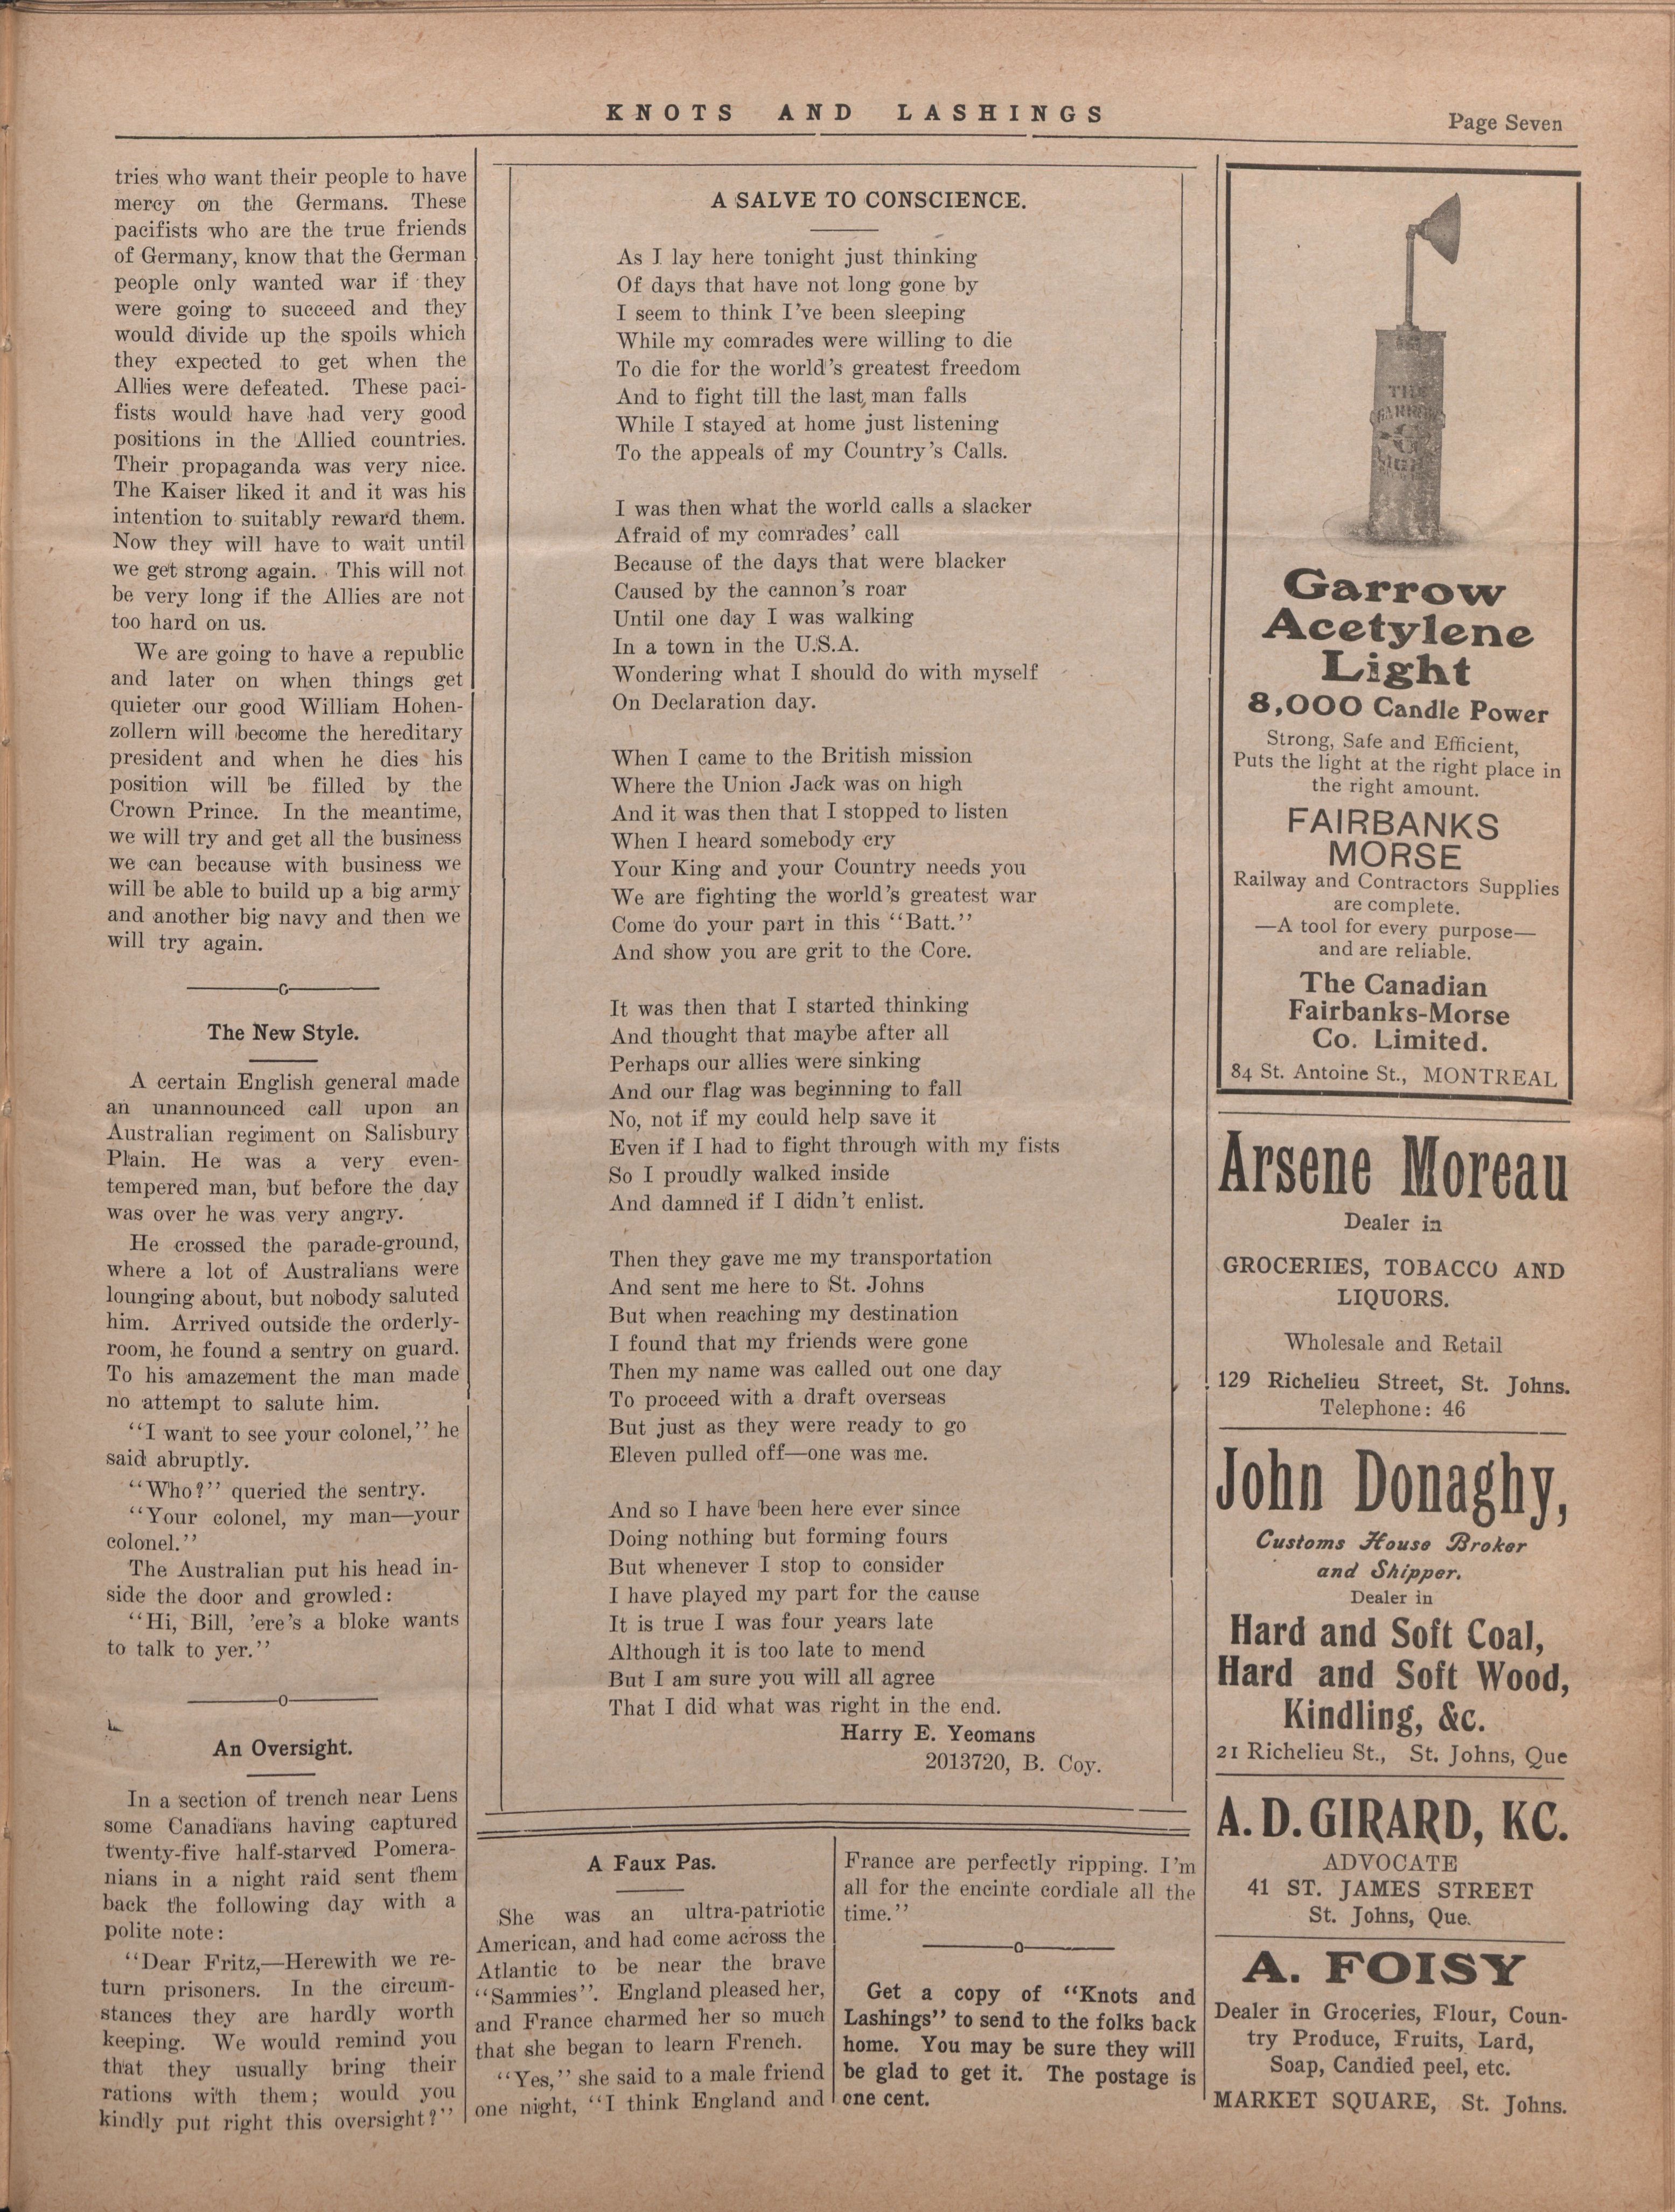 KNOTS AND LASHINGS
Page Seven
tries who want their people to have
mercy on the Germans. These
pacifists who are the true friends
of Germany, know that the German
people only wanted war if they
were going to succeed and they
would divide up the spoils which
they expected to get when the
Allies were defeated. These paci-
fists would have had very good
positions in the Allied countries.
Their propaganda was very nice.
The Kaiser liked it and it was his
intention to suitably reward them.
Now they will have to wait until
we get strong again. This will not
be very long if the Allies are not
too hard on us.
We are going to have a republic
and later on when things get
quieter our good William Hohen-
zollern will become the hereditary
president and when he dies his
position will be filled by the
Crown Prince. In the meantime,
we will try and get all the business
we can because with business we
will be able to build up a big army
and another big navy and then we
will try again.
The New Style.
A certain English general made
an unannounced call upon an
Australian regiment on Salisbury
Plain. He was a very even-
tempered man, but before the day
was over he was very angry.
He crossed the parade-ground,
where a lot of Australians were
lounging about, but nobody saluted
him. Arrived outside the orderly-
room, he found a sentry on guard.
To his amazement the man made
no attempt to salute him.
"I want to see your colonel," he
said abruptly.
"Who?" queried the sentry.
"Your colonel, my man—your
colonel."
The Australian put his head in-
side the door and growled:
"Hi, Bill, 'ere's a bloke wants
to talk to yer."
An Oversight.
In a section of trench near Lens
some Canadians having captured
twenty-five half-starved Pomera-
nians in a night raid sent them
back the following day with a
polite note:
"Dear Fritz,—Herewith we re-
turn prisoners. In the circum-
stances they are hardly worth
keeping. We would remind you
that they usually bring their
rations with them; would you
kindly put right this oversight?"
A SALVE TO CONSCIENCE.
As I lay here tonight just thinking
Of days that have not long gone by
I seem to think I've been sleeping
While my comrades were willing to die
To die for the world's greatest freedom
And to fight till the last, man falls
While I stayed at home just listening
To the appeals of my Country's Calls.
I was then what the world calls a slacker
Afraid of my comrades' call
Because of the days that were blacker
Caused by the cannon's roar
Until one day I was walking
In a town in the U.S.A.
Wondering what I should do with myself
On Declaration day.
When I came to the British mission
Where the Union Jack was on high
And it was then that I stopped to listen
When I heard somebody cry
Your King and your Country needs you
We are fighting the world's greatest war
Come do your part in this "Batt."
And show you are grit to the Core.
It was then that I started thinking
And thought that maybe after all
Perhaps our allies were sinking
And our flag was beginning to fall
No, not if my could help save it
Even if I had to fight through with my fists
So I proudly walked inside
And damned if I didn't enlist.
Then they gave me my transportation
And sent me here to St. Johns
But when reaching my destination
I found that my friends were gone
Then my name was called out one day
To proceed with a draft overseas
But just as they were ready to go
Eleven pulled off—one was me.
And so I have been here ever since
Doing nothing but forming fours
But whenever I stop to consider
I have played my part for the cause
It is true I was four years late
Although it is too late to mend
But I am sure you will all agree
That I did what was right in the end.
Harry E. Yeomans
2013720, B. Coy.
A Faux Pas.
She was an ultra-patriotic
American, and had come across the
Atlantic to be near the brave
"Sammies". England pleased her,
and France charmed her so much
that she began to learn French.
"Yes," she said to a male friend
one night, "I think England and
France are perfectly ripping. I'm
all for the encinte cordiale all the
time."
Get a copy of "Knots and
Lashings" to send to the folks back
home. You may be sure they will
be glad to get it. The postage is
one cent.
THE
GARROW
LIGHT
Garrow
Acetylene
Light
8,000 Candle Power
Strong, Safe and Efficient,
Puts the light at the right place in
the right amount.
FAIRBANKS
MORSE
Railway and Contractors Supplies
are complete.
—A tool for every purpose—
and are reliable.
The Canadian
Fairbanks-Morse
Co. Limited.
84 St. Antoine St., MONTREAL
Arsene Moreau
Dealer in
GROCERIES, TOBACCO AND
LIQUORS.
Wholesale and Retail
129 Richelieu Street, St. Johns.
Telephone: 46
John Donaghy,
Customs House Broker
and Shipper.
Dealer in
Hard and Soft Coal,
Hard and Soft Wood,
Kindling, &c.
21 Richelieu St., St. Johns, Que
A. D. GIRARD, KC.
ADVOCATE
41 ST. JAMES STREET
St. Johns, Que.
A. FOISY
Dealer in Groceries, Flour, Coun-
try Produce, Fruits, Lard,
Soap, Candied peel, etc.
MARKET SQUARE, St. Johns.